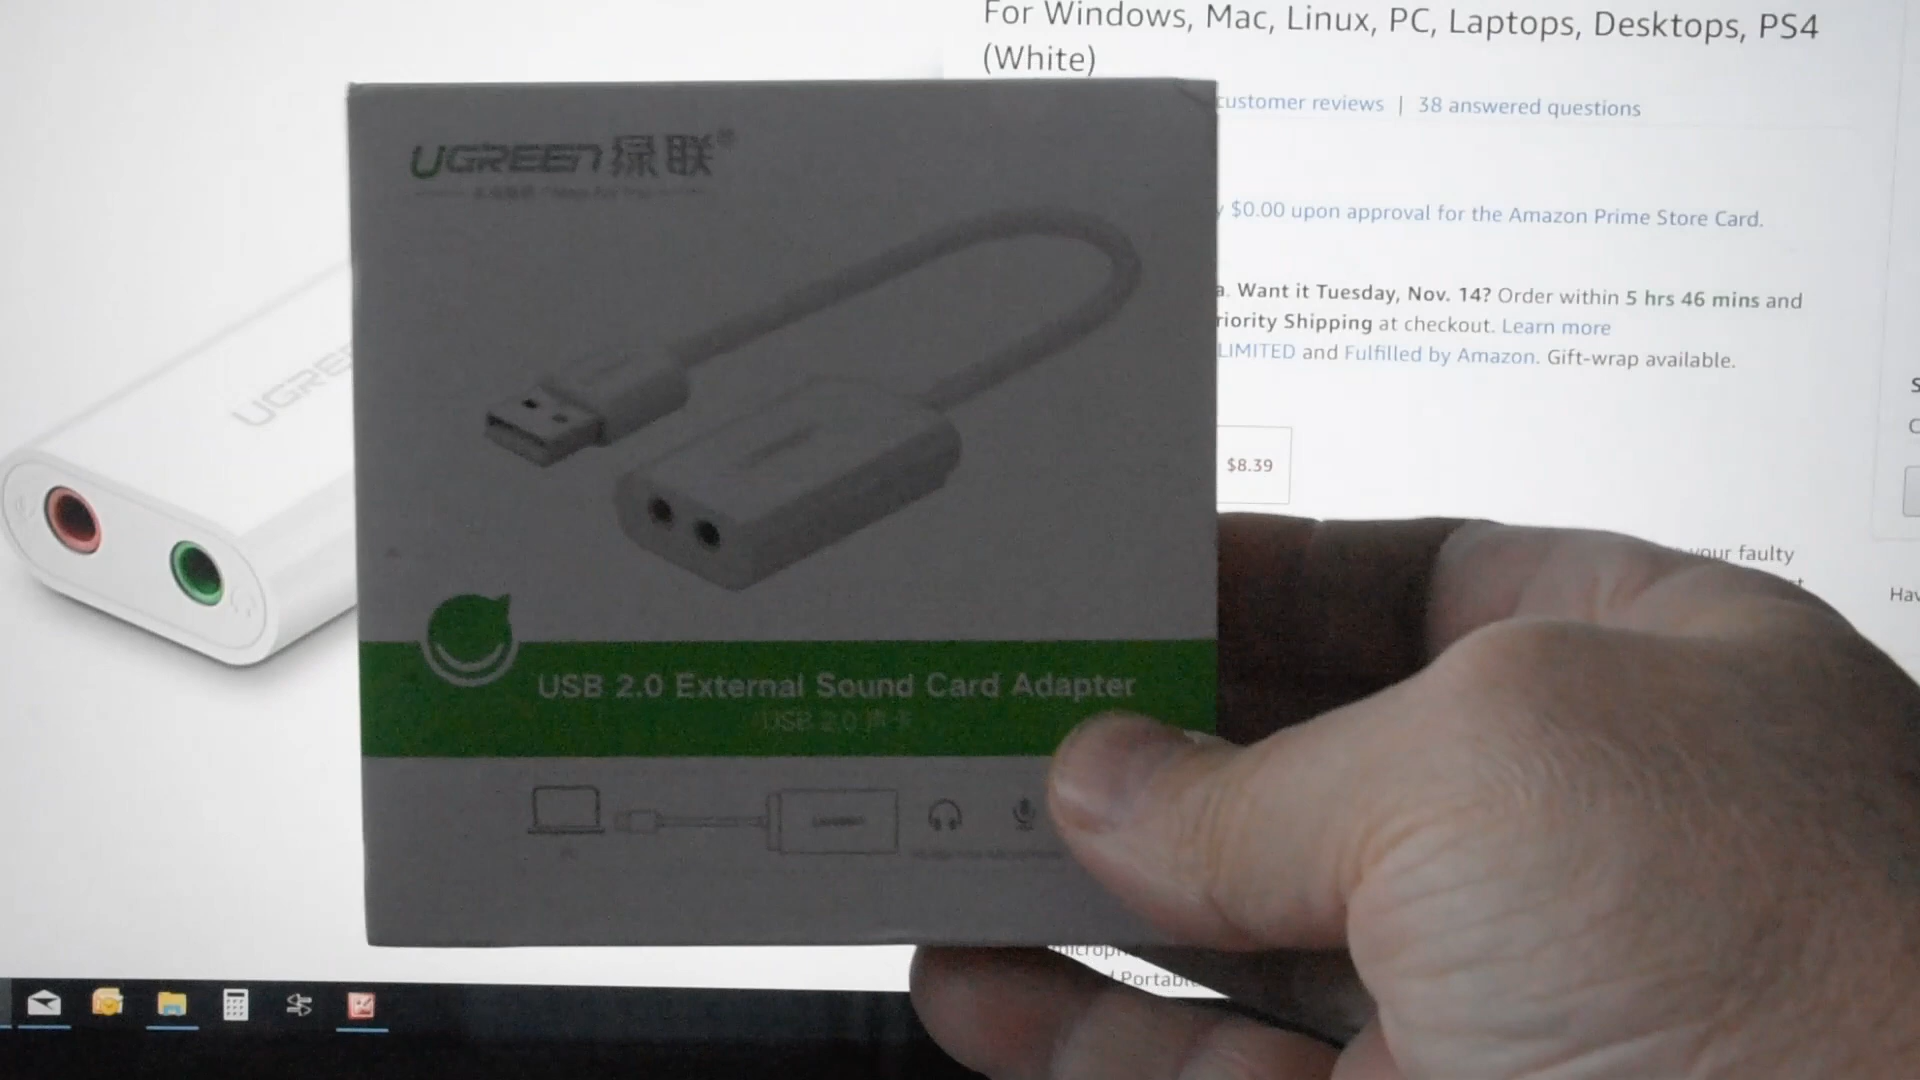 For Windows, Mac, Linux, PC, Laptops, Desktops, PS4
(White)
customer reviews | 38 answered questions
$0.00 upon approval for the Amazon Prime Store Card.
Want it Tuesday, Nov. 14? Order within 5 hrs 46 mins and
Shipping at checkout. Learn more
and Fulfilled by Amazon. Gift-wrap available.
$8.39
your faulty
UGREEN 绿联
USB 2.0 External Sound Card Adapter
USB 2.0 声卡